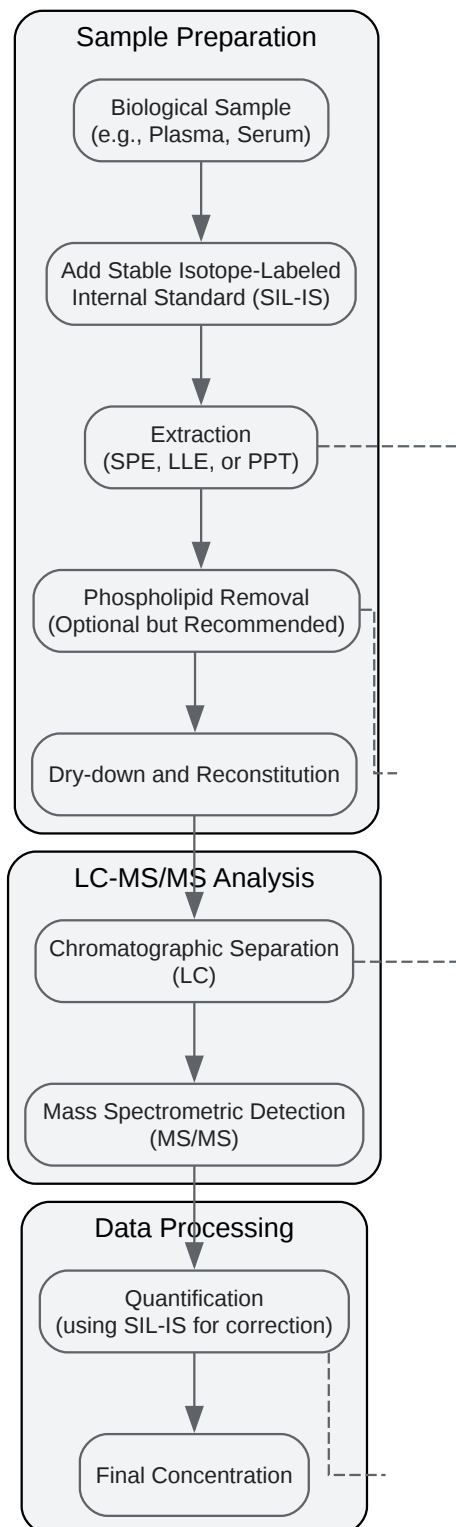 Sample Preparation
Biological Sample
(e.g., Plasma, Serum)
Add Stable Isotope-Labeled
Internal Standard (SIL-IS)
Extraction
(SPE, LLE, or PPT)
Phospholipid Removal
(Optional but Recommended)
Dry-down and Reconstitution
LC-MS/MS Analysis
Chromatographic Separation
(LC)
Mass Spectrometric Detection
(MS/MS)
Data Processing
Quantification
(using SIL-IS for correction)
Final Concentration